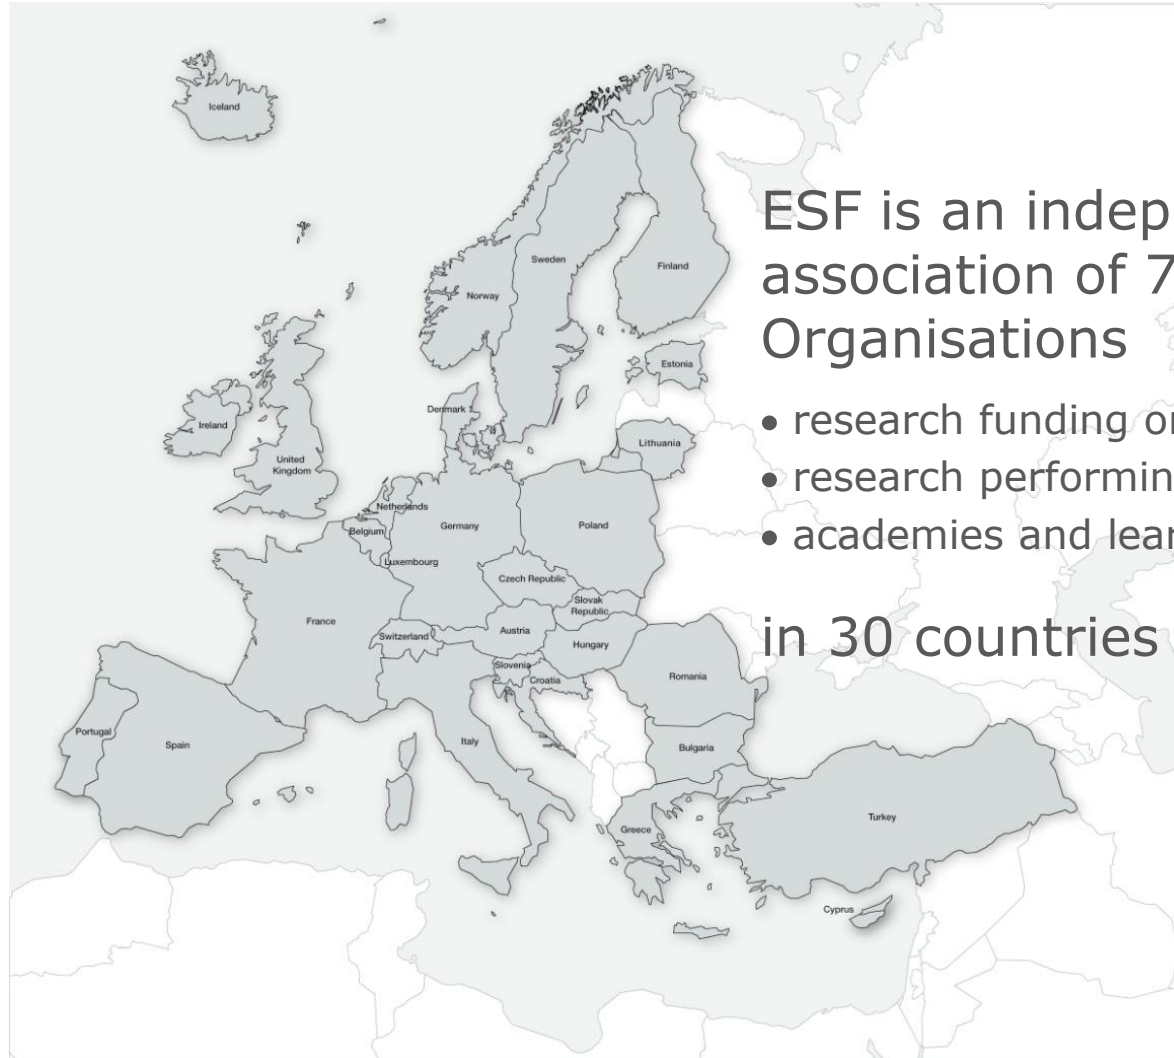 Iceland
ESF is an indep
association of 7
Organisations
• research funding or
• research performin
• academies and lear
in 30 countries
Sweden
Finland
Norway
Estonia
Denmark
Lithuania
Ireland
United
Kingdom
Netherlands
Germany
Poland
Belgium
Luxembourg
Czech Republic
Slovak
Republic
France
Switzerland
Austria
Hungary
Slovenia
Croatia
Romania
Portugal
Spain
Italy
Bulgaria
Greece
Turkey
Cyprus